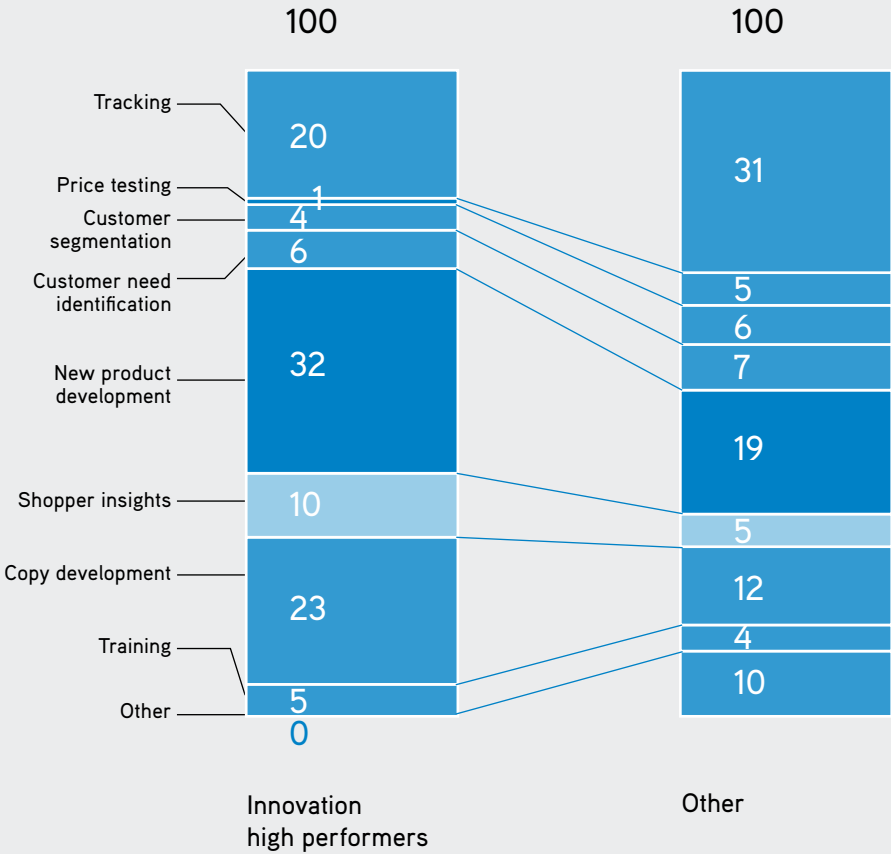 100
100
Tracking
20
31
Price testing
1
5
Customer
segmentation
4
6
Customer need
identification
6
7
New product
development
32
19
Shopper insights
10
5
Copy development
23
12
Training
5
4
Other
0
10
Innovation
high performers
Other